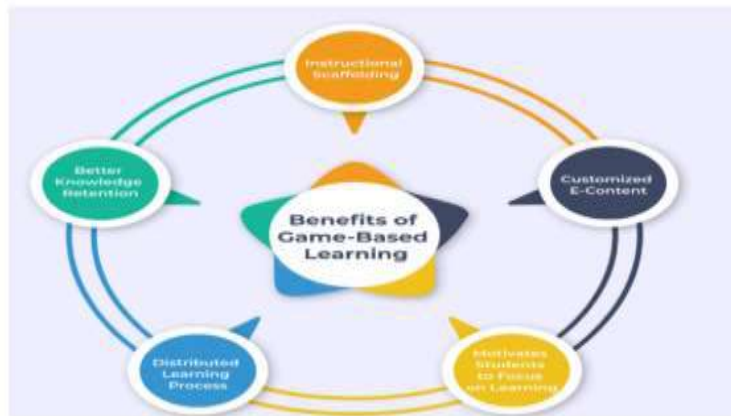 Instructional
Scaffolding
Better
Knowledge
Retention
Customized
E-Content
Benefits of
Game-Based
Learning
Distributed
Learning
Process
Motivates
Students
to Focus
on Learning